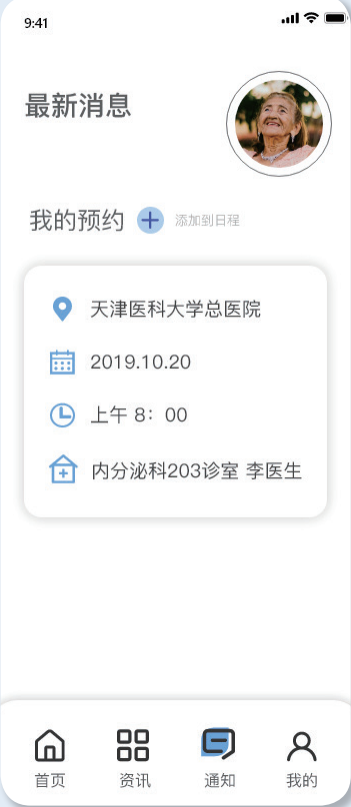 9:41
最新消息
我的预约
添加到日程
天津医科大学总医院
2019.10.20
上午 8：00
内分泌科203诊室 李医生
首页 资讯 通知 我的